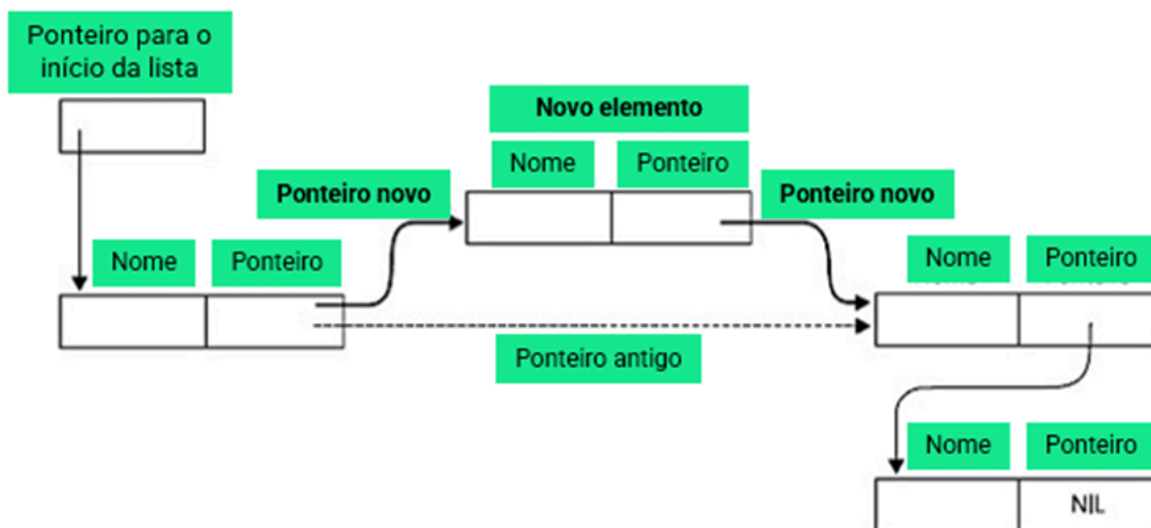 Ponteiro para o
início da lista
Novo elemento
Nome Ponteiro
Ponteiro novo
Ponteiro novo
Nome Ponteiro
Nome Ponteiro
Ponteiro antigo
Nome Ponteiro
NIL